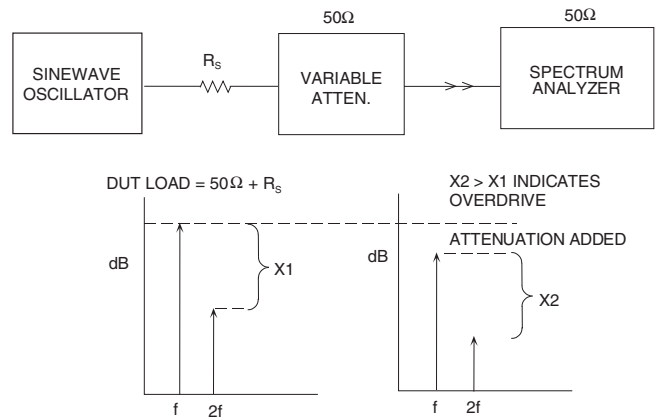 50Ω
50Ω
SINEWAVE
OSCILLATOR
RS
VARIABLE
ATTEN.
SPECTRUM
ANALYZER
DUT LOAD = 50Ω + RS
X2 > X1 INDICATES
OVERDRIVE
ATTENUATION ADDED
dB
X1
dB
X2
f
2f
f
2f